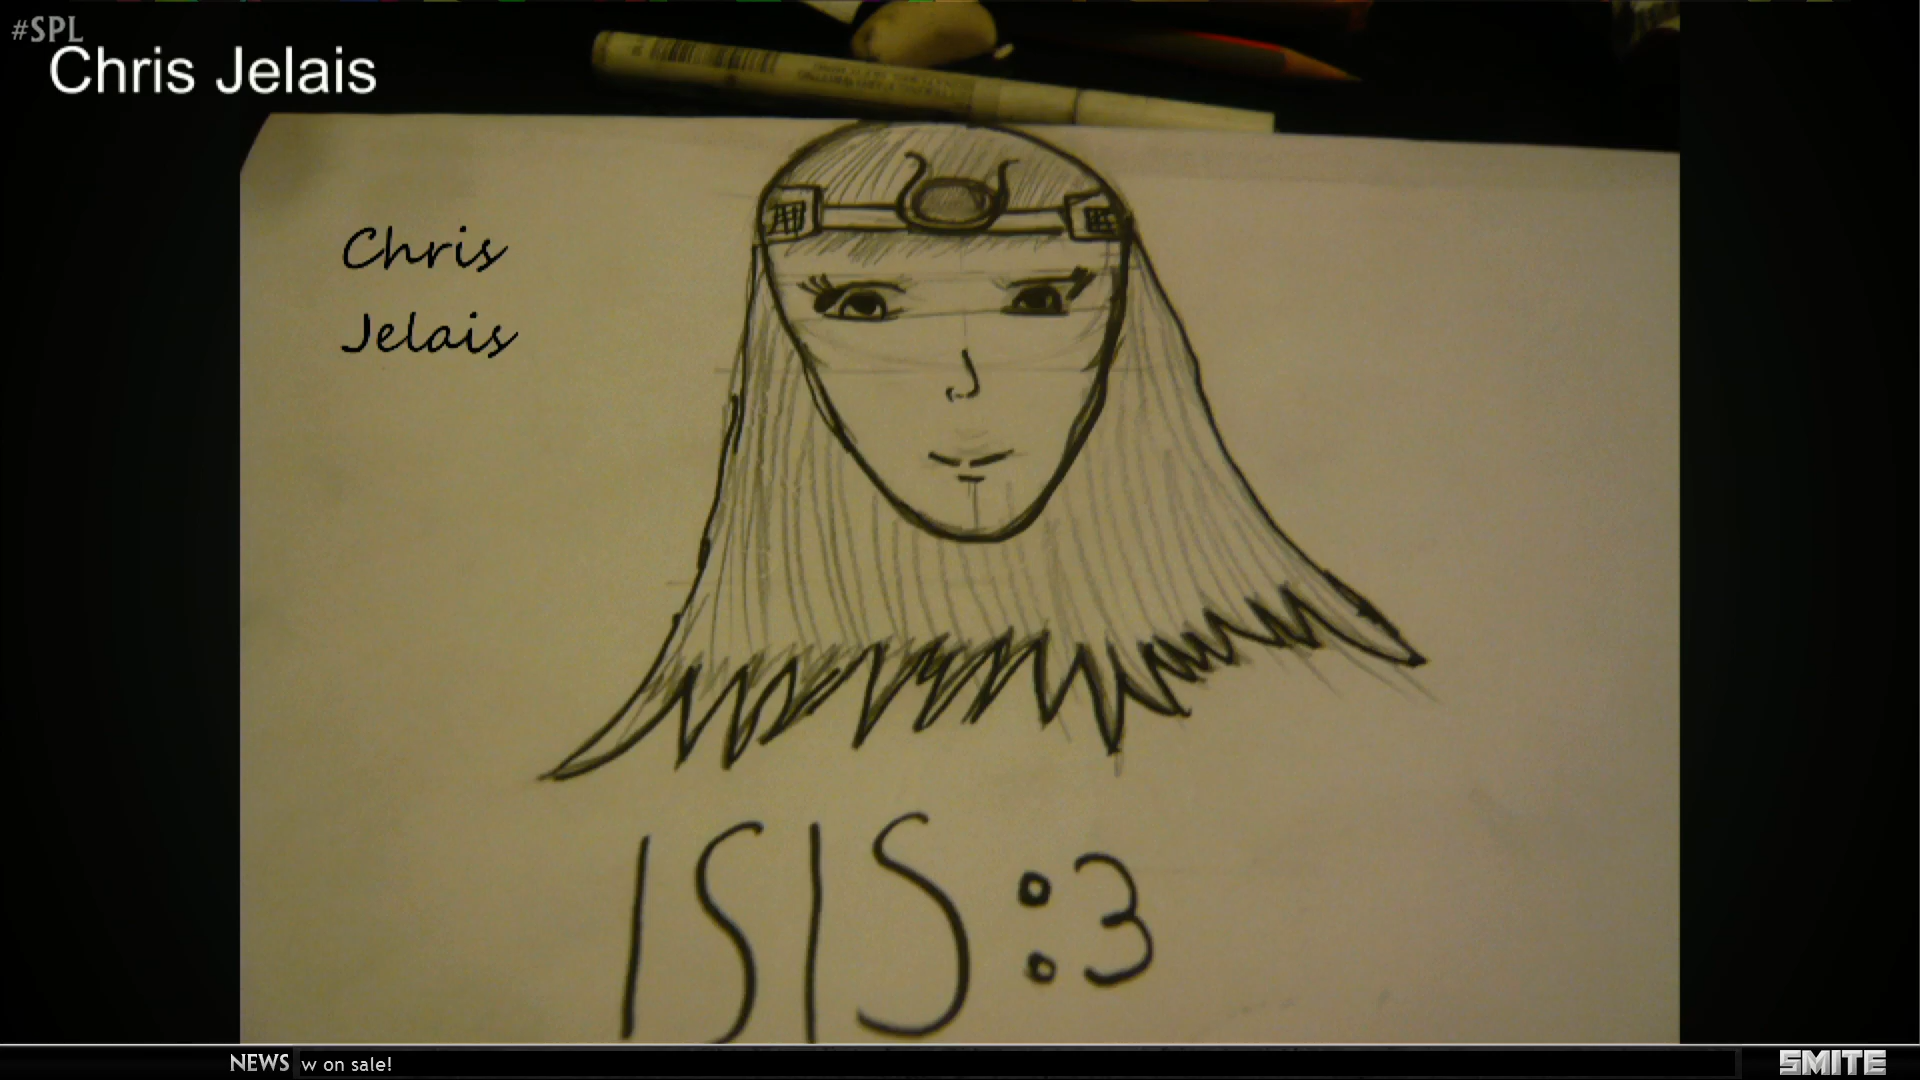 #SPL
Chris Jelais
Chris
Jelais
ISIS :3
NEWS w on sale!
SMITE